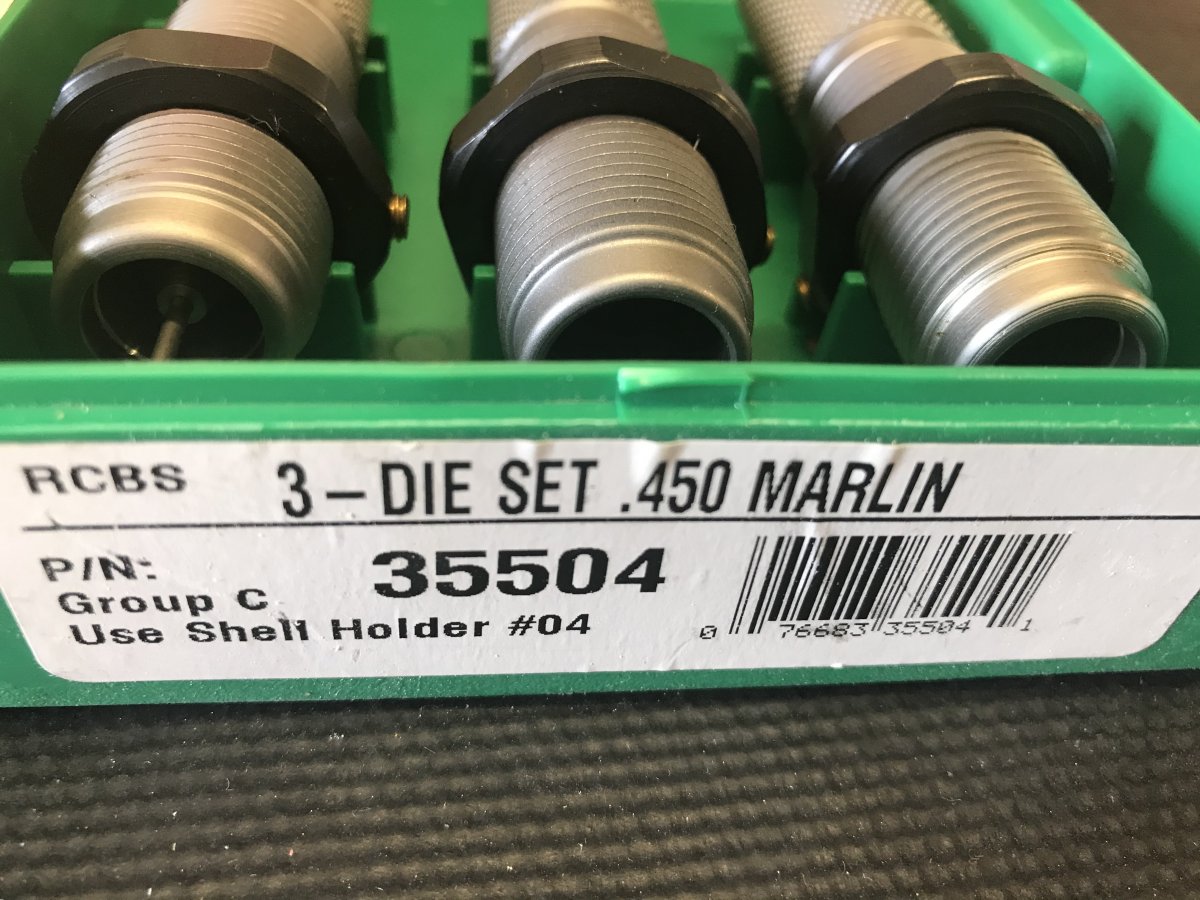 RCBS 3-DIE SET .450 MARLIN
P/N: 35504
Group C
Use Shell Holder #04
0 76683 35504 1